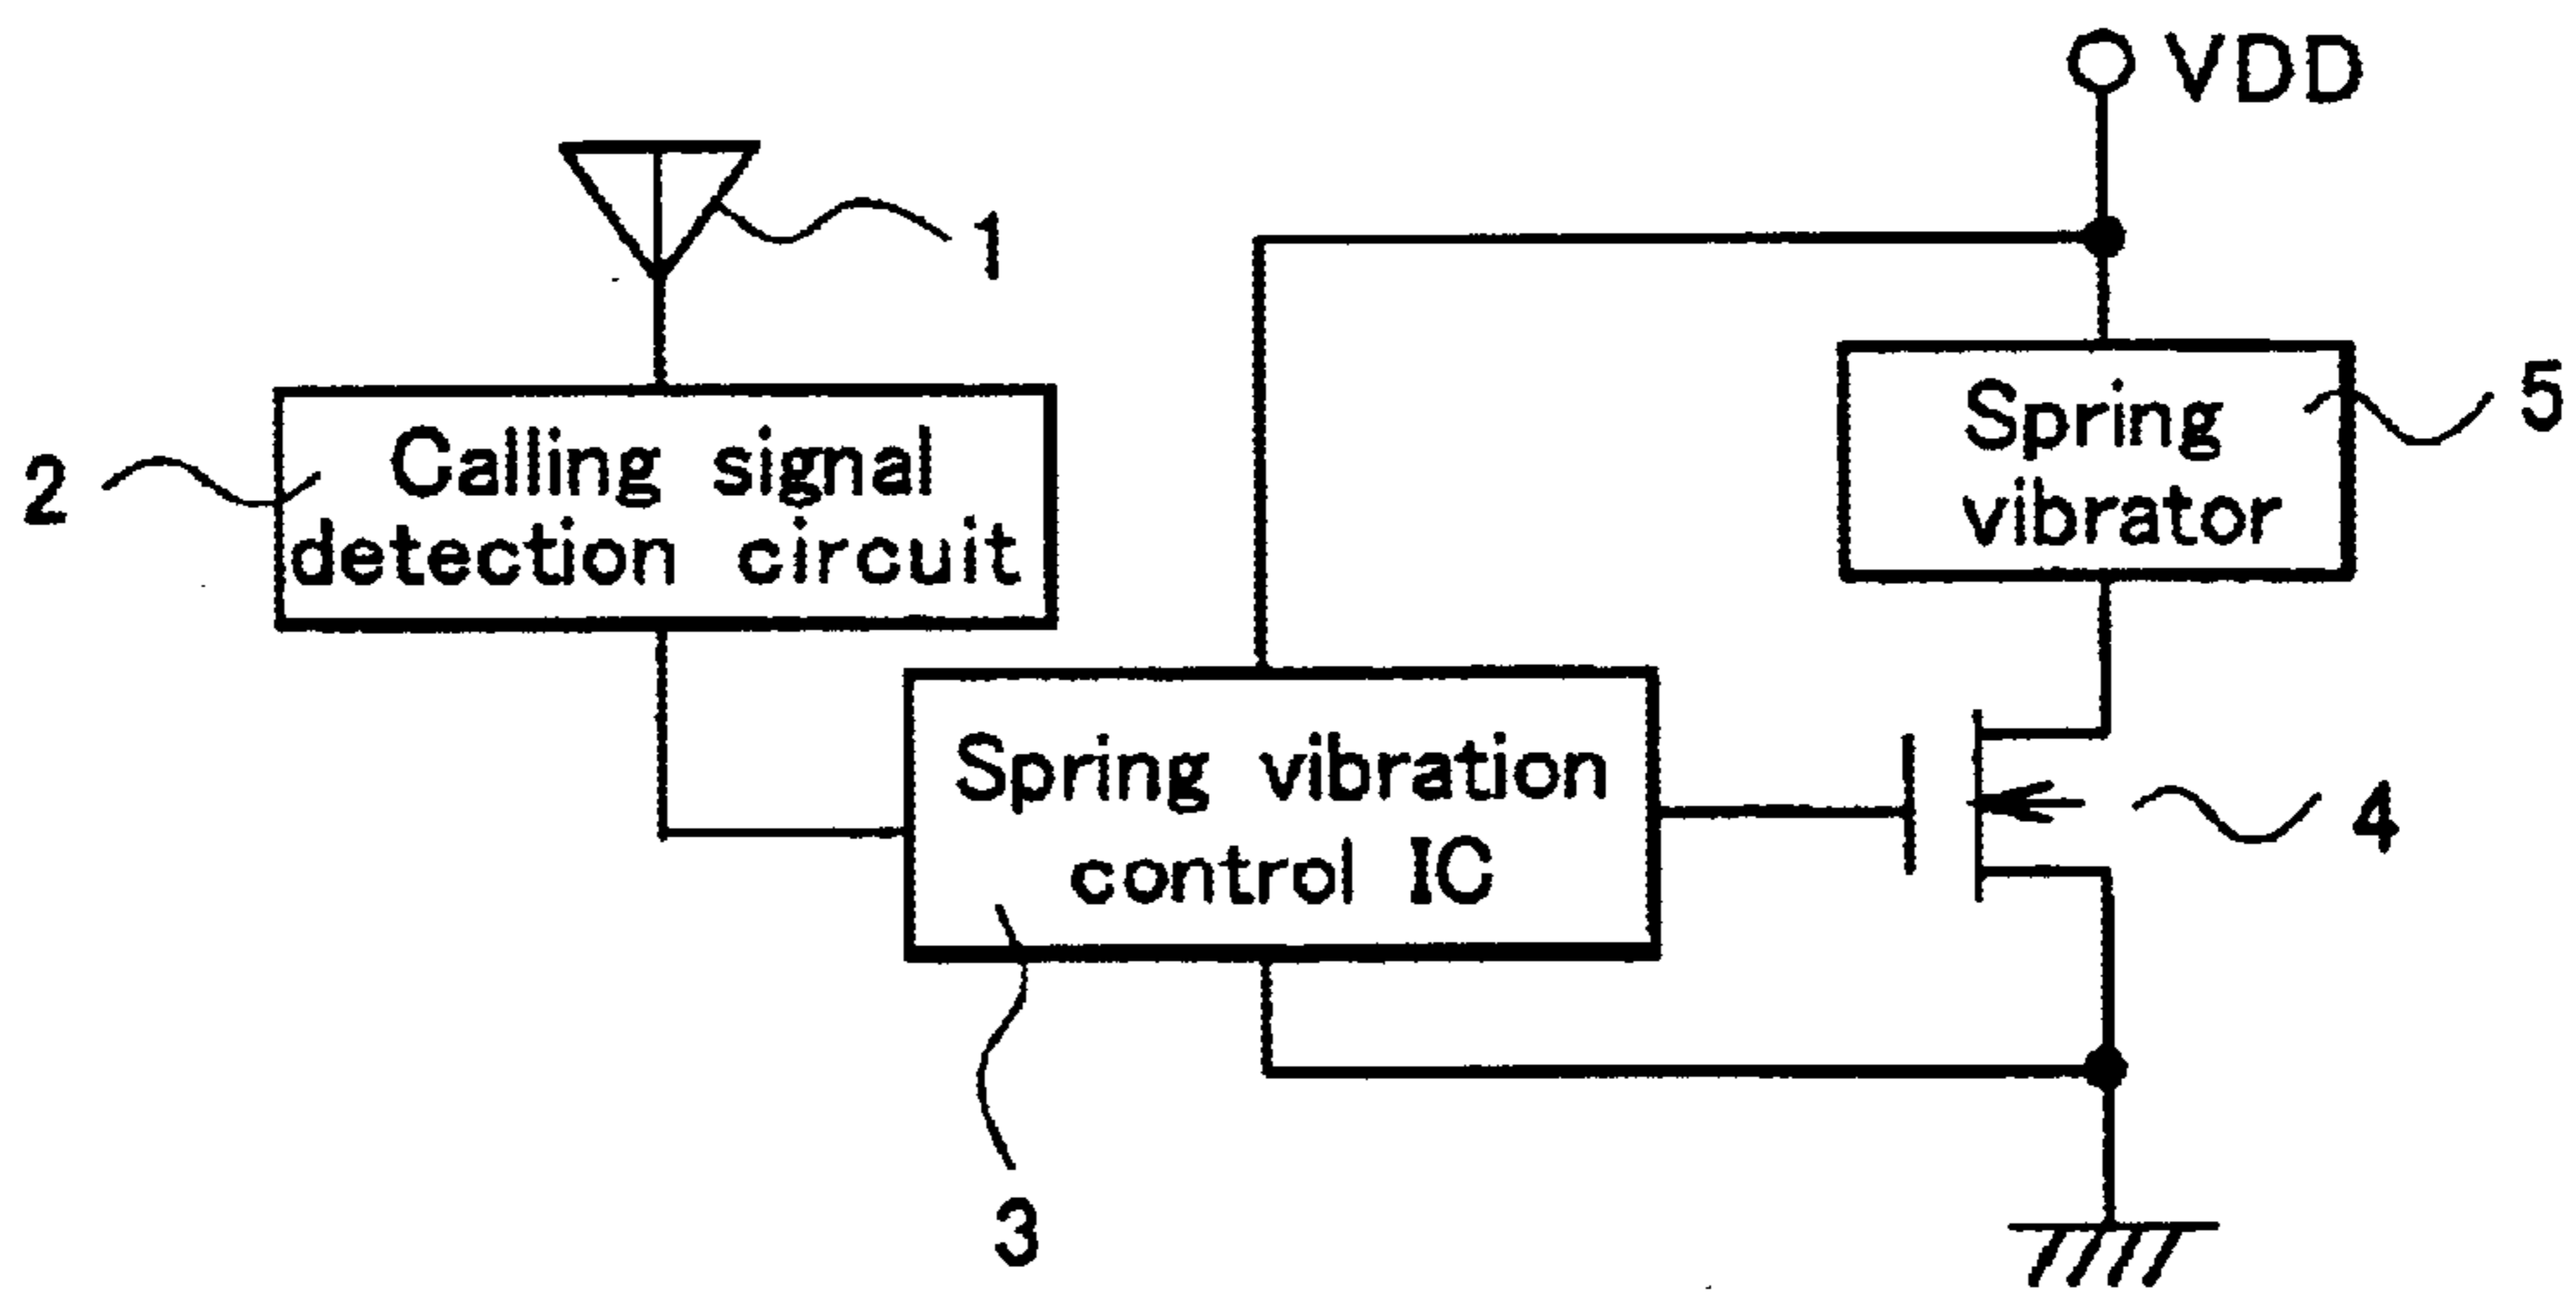 VDD
1
Calling signal
detection circuit
2
Spring
vibrator
5
Spring vibration
control IC
4
3